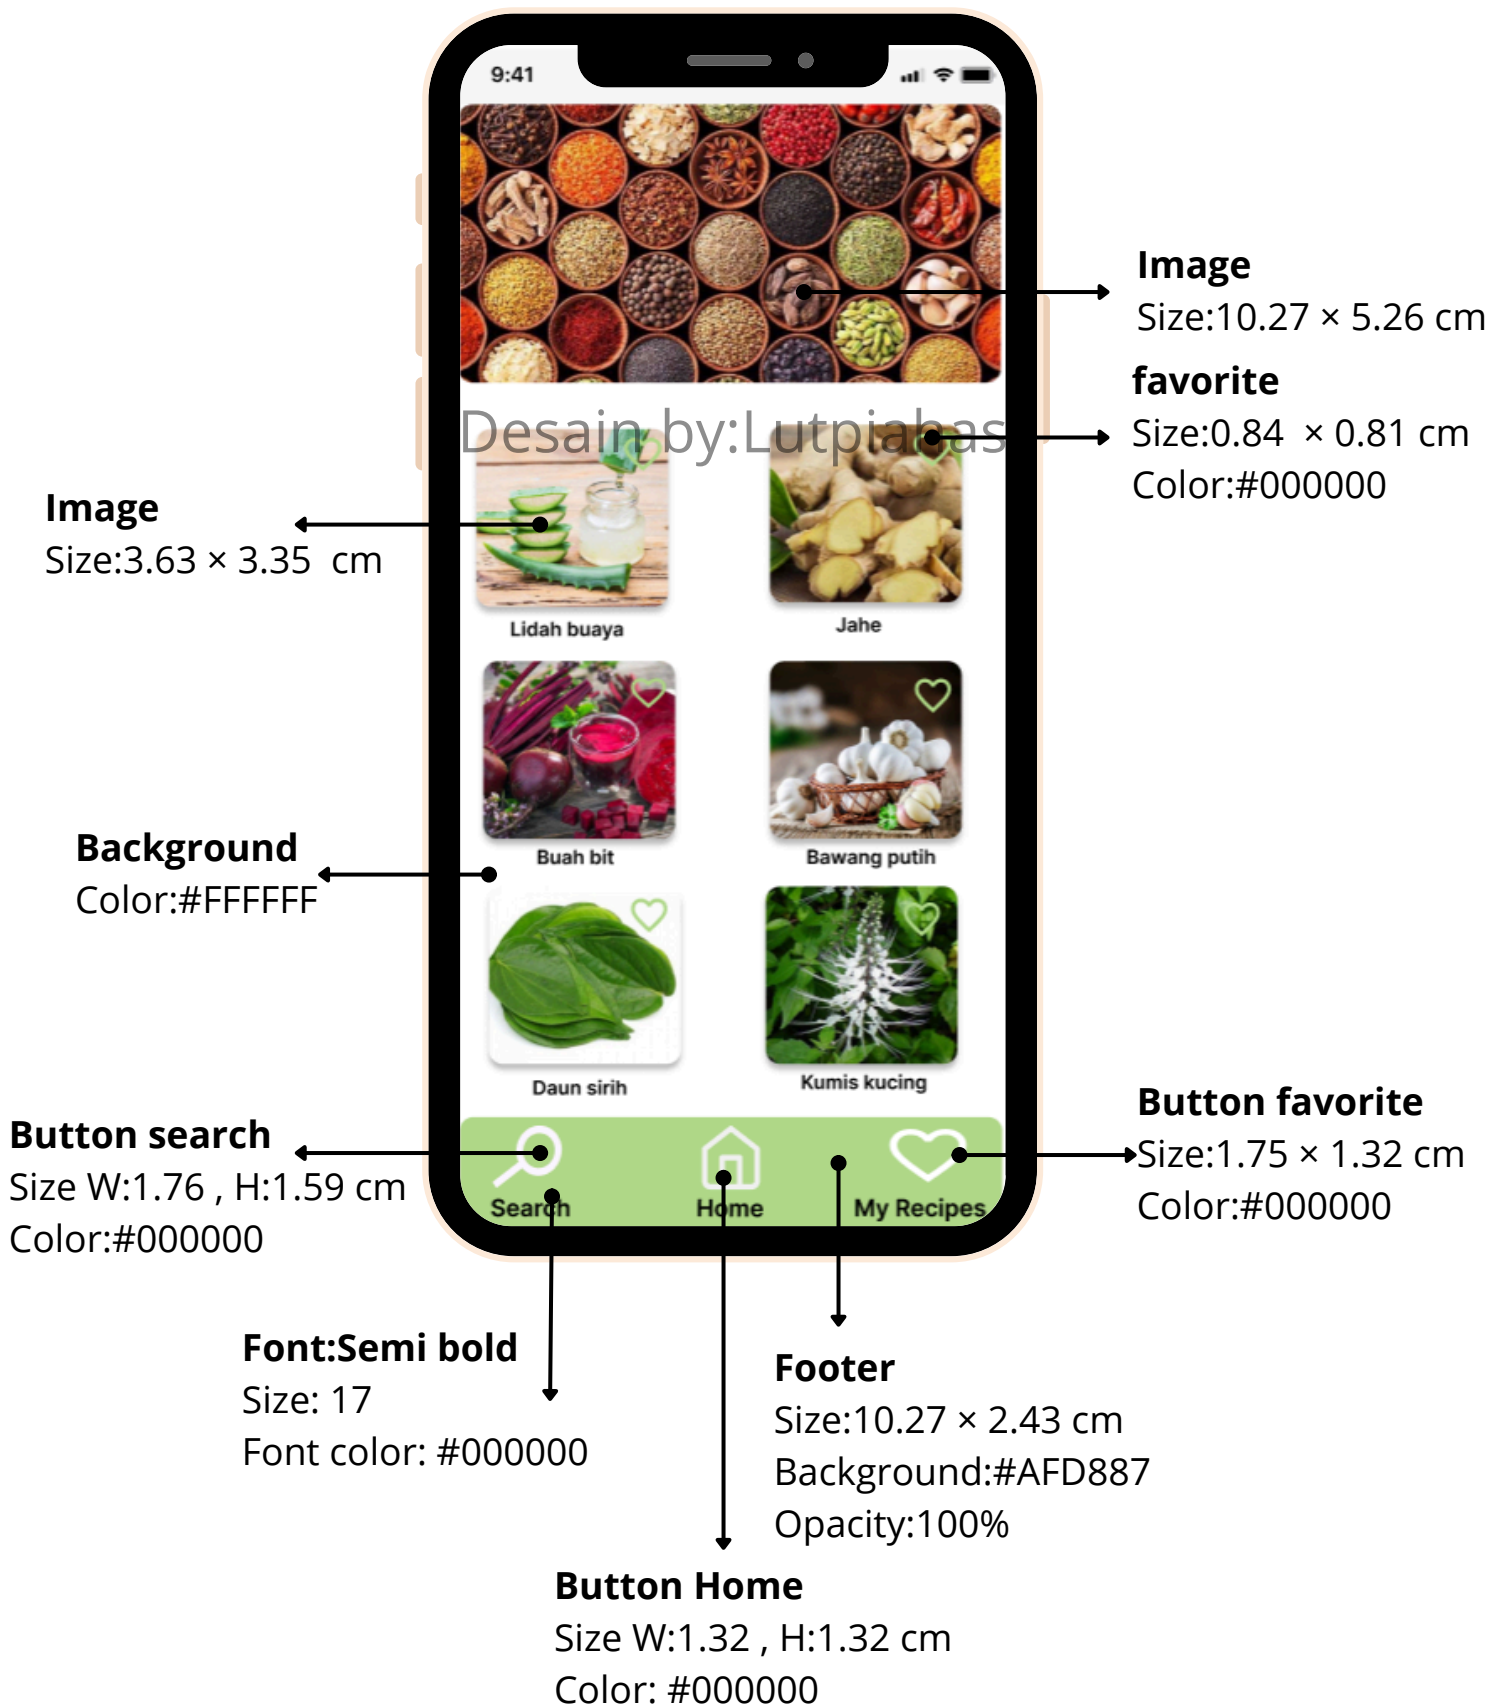 9:41
Image
Size:10.27 × 5.26 cm
favorite
Size:0.84 × 0.81 cm
Color:#000000
Desain by:Lutpiahas
Image
Size:3.63 × 3.35 cm
Lidah buaya
Jahe
Buah bit
Bawang putih
Background
Color:#FFFFFF
Daun sirih
Kumis kucing
Button search
Size W:1.76 , H:1.59 cm
Color:#000000
Search
Home
My Recipes
Button favorite
Size:1.75 × 1.32 cm
Color:#000000
Font:Semi bold
Size: 17
Font color: #000000
Footer
Size:10.27 × 2.43 cm
Background:#AFD887
Opacity:100%
Button Home
Size W:1.32 , H:1.32 cm
Color: #000000